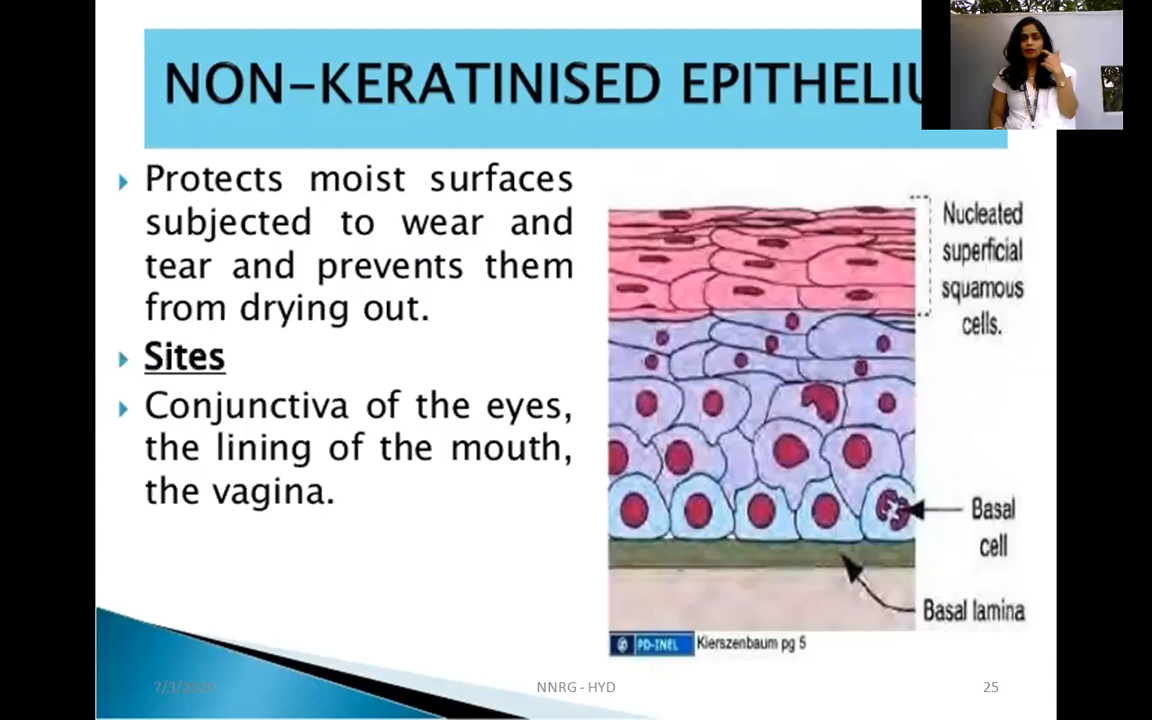 NON-KERATINISED EPITHELIU
Protects moist surfaces
subjected to wear and
tear and prevents them
from drying out.
Sites
Conjunctiva of the eyes,
the lining of the mouth,
the vagina.
Nucleated
superficial
squamous
cells.
Basal
cell
Basal lamina
PD-INEL Kierszenbaum pg 5
7/3/2020 NNRG - HYD 25